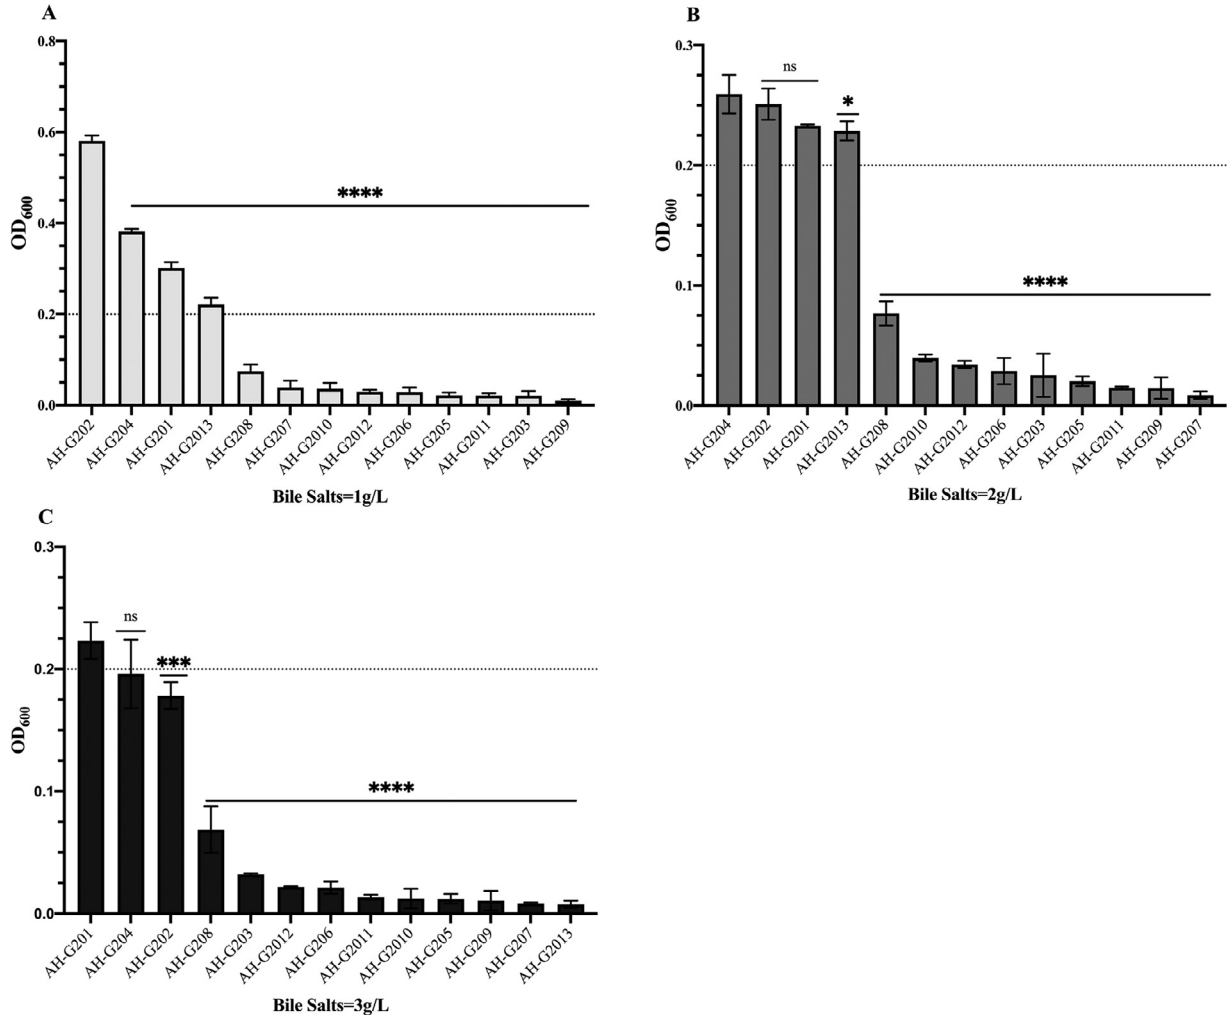 A
0.8
0.6
0.4
0.2
0.0
OD600
****
AH-G202
AH-G204
AH-G201
AH-G2013
AH-G208
AH-G207
AH-G2010
AH-G2012
AH-G206
AH-G205
AH-G2011
AH-G203
AH-G209
Bile Salts=1g/L
B
0.3
0.2
0.1
0.0
OD600
ns
*
****
AH-G204
AH-G202
AH-G201
AH-G2013
AH-G208
AH-G2010
AH-G2012
AH-G206
AH-G203
AH-G205
AH-G2011
AH-G209
AH-G207
Bile Salts=2g/L
C
0.3
0.2
0.1
0.0
OD600
ns
***
****
AH-G201
AH-G204
AH-G202
AH-G208
AH-G203
AH-G2012
AH-G206
AH-G2011
AH-G2010
AH-G205
AH-G209
AH-G207
AH-G2013
Bile Salts=3g/L